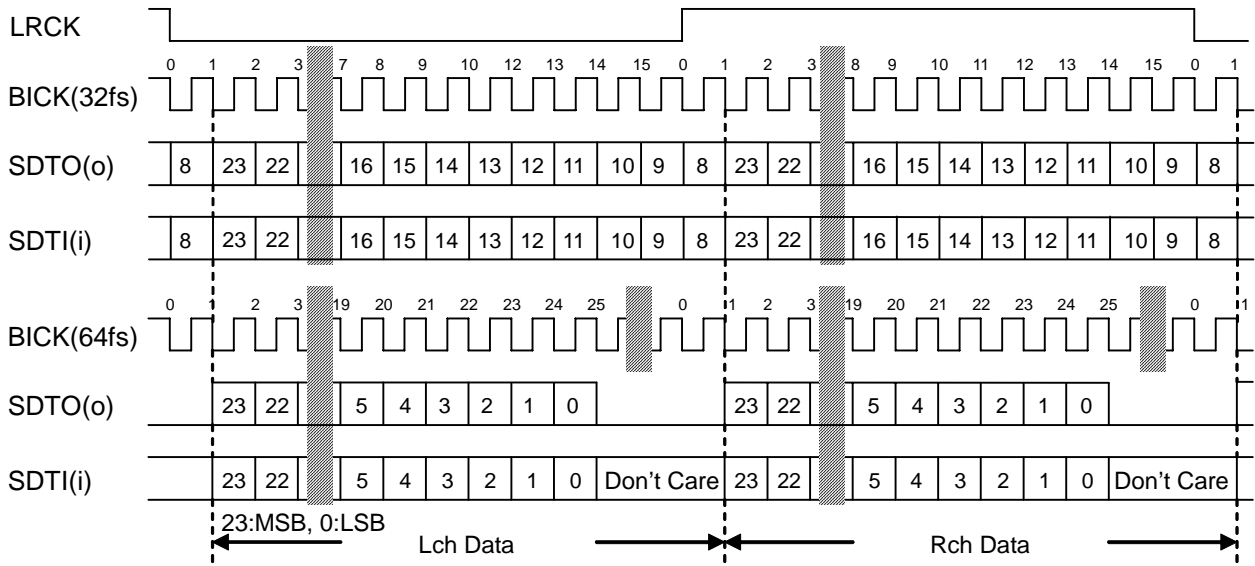 LRCK
0 1 2 3 7 8 9 10 11 12 13 14 15 0 1 2 3 8 9 10 11 12 13 14 15 0 1
BICK(32fs)
SDTO(o) 8 23 22 16 15 14 13 12 11 10 9 8 23 22 16 15 14 13 12 11 10 9 8
SDTI(i) 8 23 22 16 15 14 13 12 11 10 9 8 23 22 16 15 14 13 12 11 10 9 8
0 1 2 3 19 20 21 22 23 24 25 0 1 2 3 19 20 21 22 23 24 25 0 1
BICK(64fs)
SDTO(o) 23 22 5 4 3 2 1 0 23 22 5 4 3 2 1 0
SDTI(i) 23 22 5 4 3 2 1 0 Don't Care 23 22 5 4 3 2 1 0 Don't Care
23:MSB, 0:LSB
Lch Data Rch Data